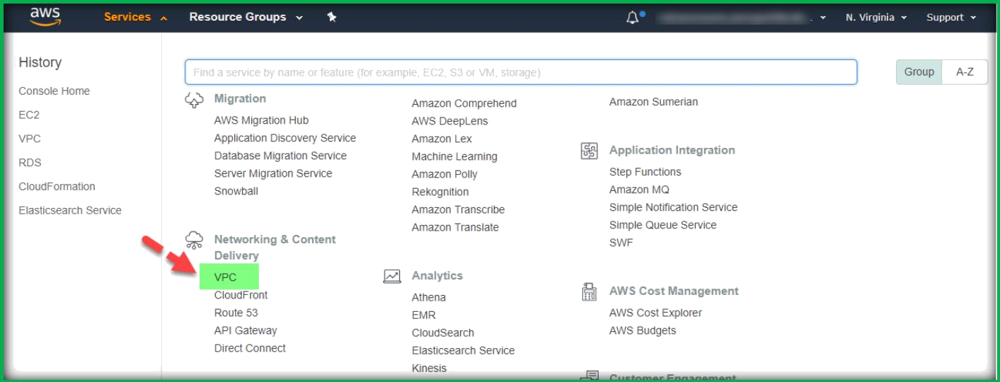 aws
Services
Resource Groups
N. Virginia
Support
History
Console Home
EC2
VPC
RDS
CloudFormation
Elasticsearch Service
Find a service by name or feature (for example, EC2, S3 or VM, storage)
Group
A-Z
Migration
AWS Migration Hub
Application Discovery Service
Database Migration Service
Server Migration Service
Snowball
Networking & Content
Delivery
VPC
CloudFront
Route 53
API Gateway
Direct Connect
Amazon Comprehend
AWS DeepLens
Amazon Lex
Machine Learning
Amazon Polly
Rekognition
Amazon Transcribe
Amazon Translate
Analytics
Athena
EMR
CloudSearch
Elasticsearch Service
Kinesis
Amazon Sumerian
Application Integration
Step Functions
Amazon MQ
Simple Notification Service
Simple Queue Service
SWF
AWS Cost Management
AWS Cost Explorer
AWS Budgets
Customer Engagement